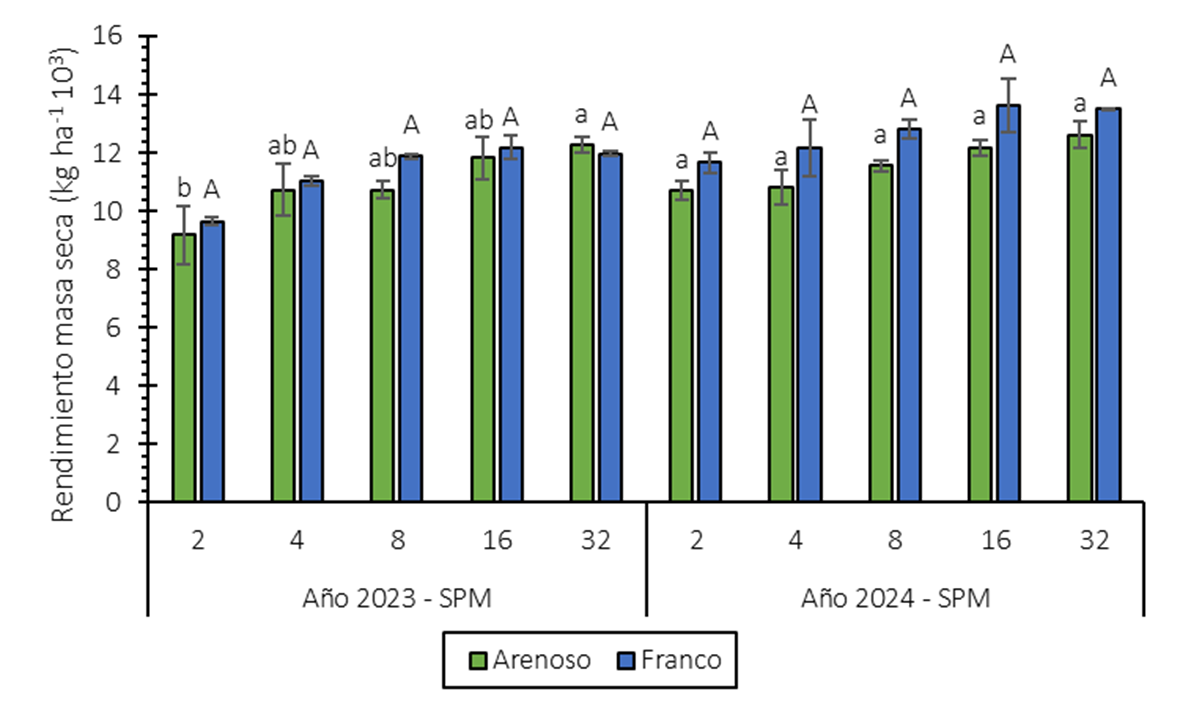 Rendimiento masa seca (kg ha⁻¹ 10³)
16
14
12
10
8
6
4
2
0
b A ab A ab A ab A a A a A a A a A a A a A
2 4 8 16 32 2 4 8 16 32
Año 2023 - SPM Año 2024 - SPM
Arenoso Franco